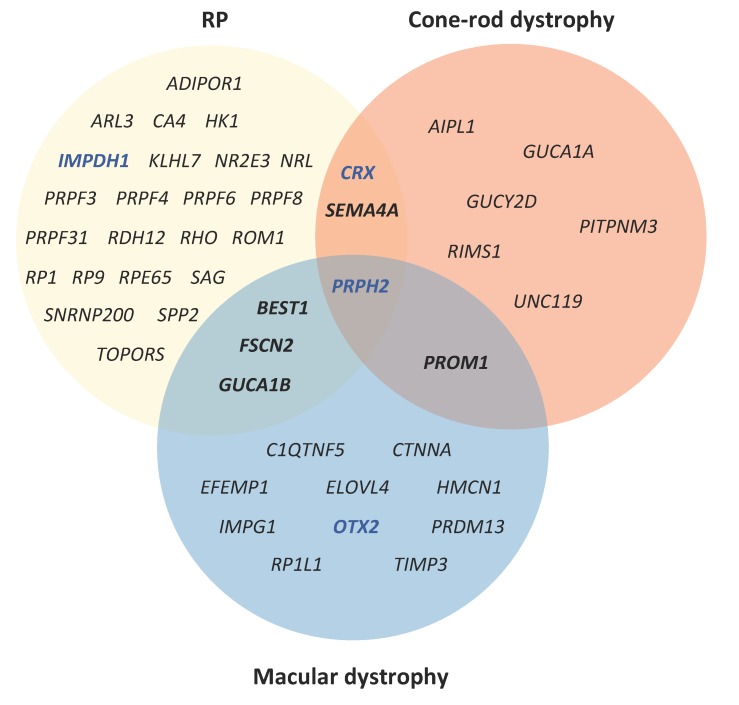 RP
Cone-rod dystrophy
ADIPOR1
ARL3 CA4 HK1
IMPDH1 KLHL7 NR2E3 NRL
PRPF3 PRPF4 PRPF6 PRPF8
PRPF31 RDH12 RHO ROM1
RP1 RP9 RPE65 SAG
SNRNP200 SPP2
TOPORS
CRX
SEMA4A
AIPL1
GUCA1A
GUCY2D
PITPNM3
RIMS1
UNC119
PRPH2
BEST1
FSCN2
GUCA1B
PROM1
C1QTNF5 CTNNA
EFEMP1 ELOVL4 HMCN1
IMPG1 OTX2 PRDM13
RP1L1 TIMP3
Macular dystrophy